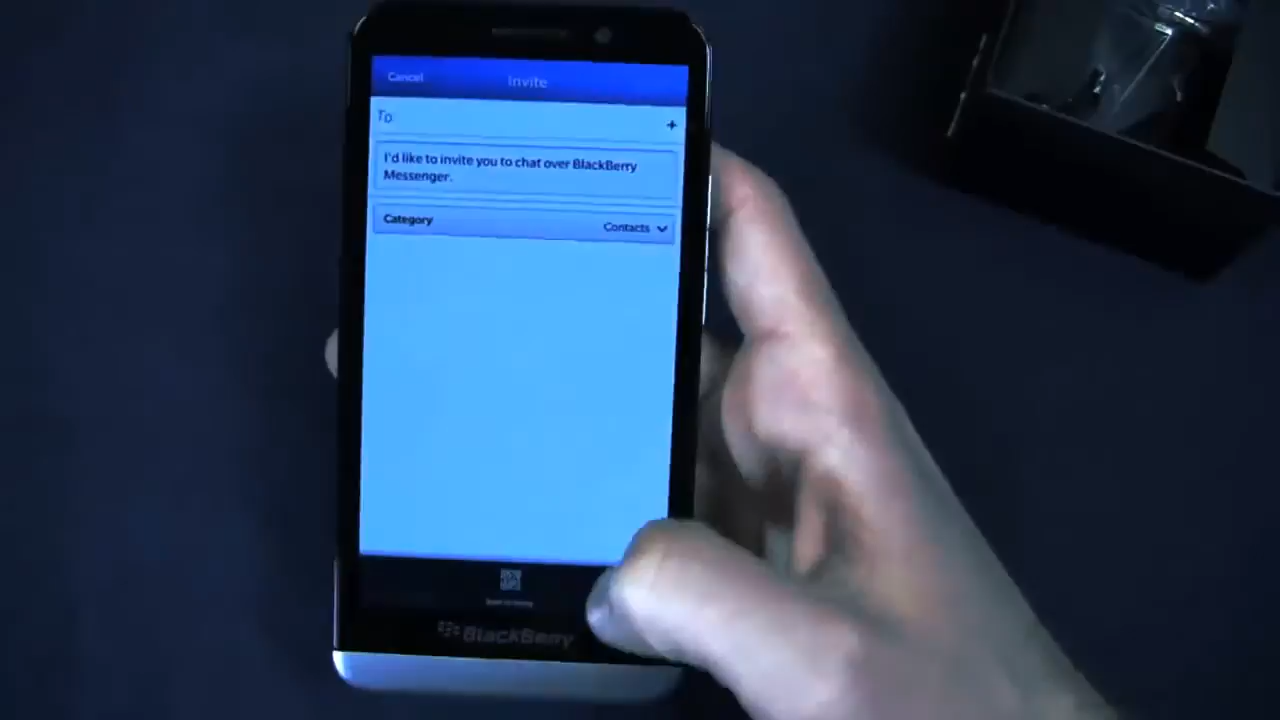 Cancel
Invite
To:
+
I'd like to invite you to chat over BlackBerry
Messenger.
Category
Contacts
BlackBerry